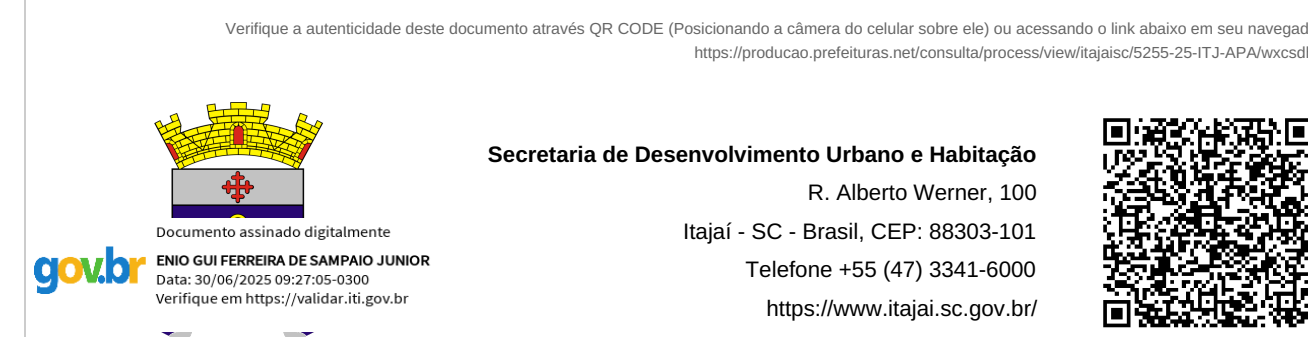 Verifique a autenticidade deste documento através QR CODE (Posicionando a câmera do celular sobre ele) ou acessando o link abaixo em seu navegad
https://producao.prefeituras.net/consulta/process/view/itajaisc/5255-25-ITJ-APA/wxcsdl
Secretaria de Desenvolvimento Urbano e Habitação
R. Alberto Werner, 100
Itajaí - SC - Brasil, CEP: 88303-101
Telefone +55 (47) 3341-6000
https://www.itajai.sc.gov.br/
Documento assinado digitalmente
gov.br
ENIO GUI FERREIRA DE SAMPAIO JUNIOR
Data: 30/06/2025 09:27:05-0300
Verifique em https://validar.iti.gov.br